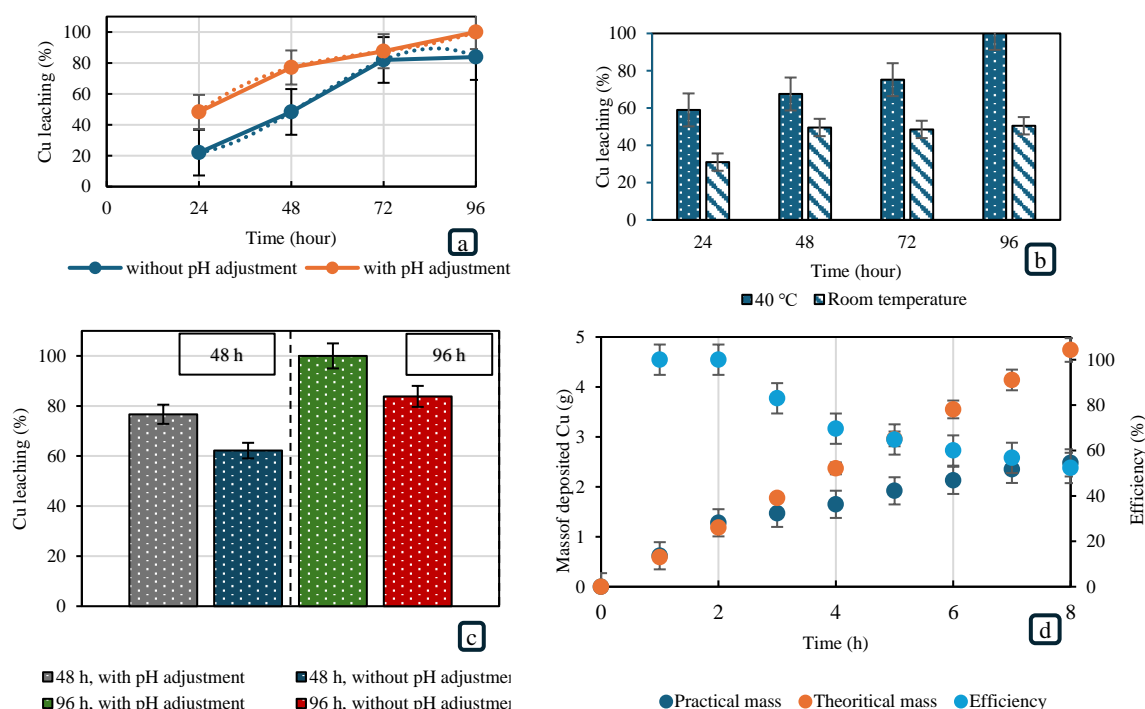 100
80
60
40
20
0
Cu leaching (%)
0 24 48 72 96
Time (hour)
a
without pH adjustment with pH adjustment
100
80
60
40
20
0
Cu leaching (%)
24 48 72 96
Time (hour)
b
40 °C Room temperature
100
80
60
40
20
0
Cu leaching (%)
48 h 96 h
c
48 h, with pH adjustment 48 h, without pH adjustmen
96 h, with pH adjustment 96 h, without pH adjustmen
5
4
3
2
1
0
Massof deposited Cu (g)
100
80
60
40
20
0
Efficiency (%)
0 2 4 6 8
Time (h)
d
Practical mass Theoritical mass Efficiency